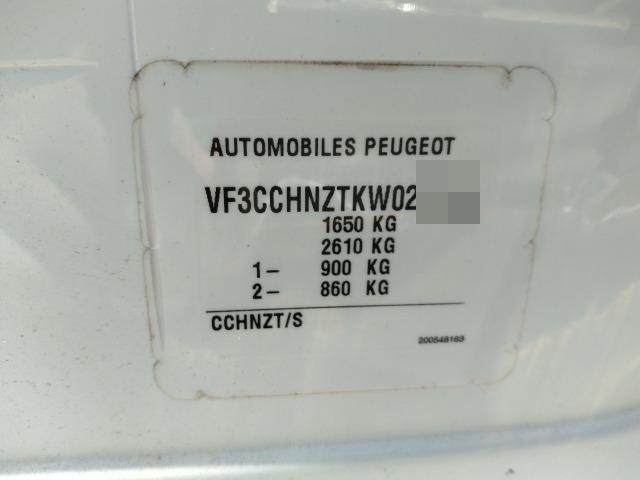 AUTOMOBILES PEUGEOT
VF3CCHNZTKW02
1650 KG
2610 KG
1- 900 KG
2- 860 KG
CCHNZT/S
200548163